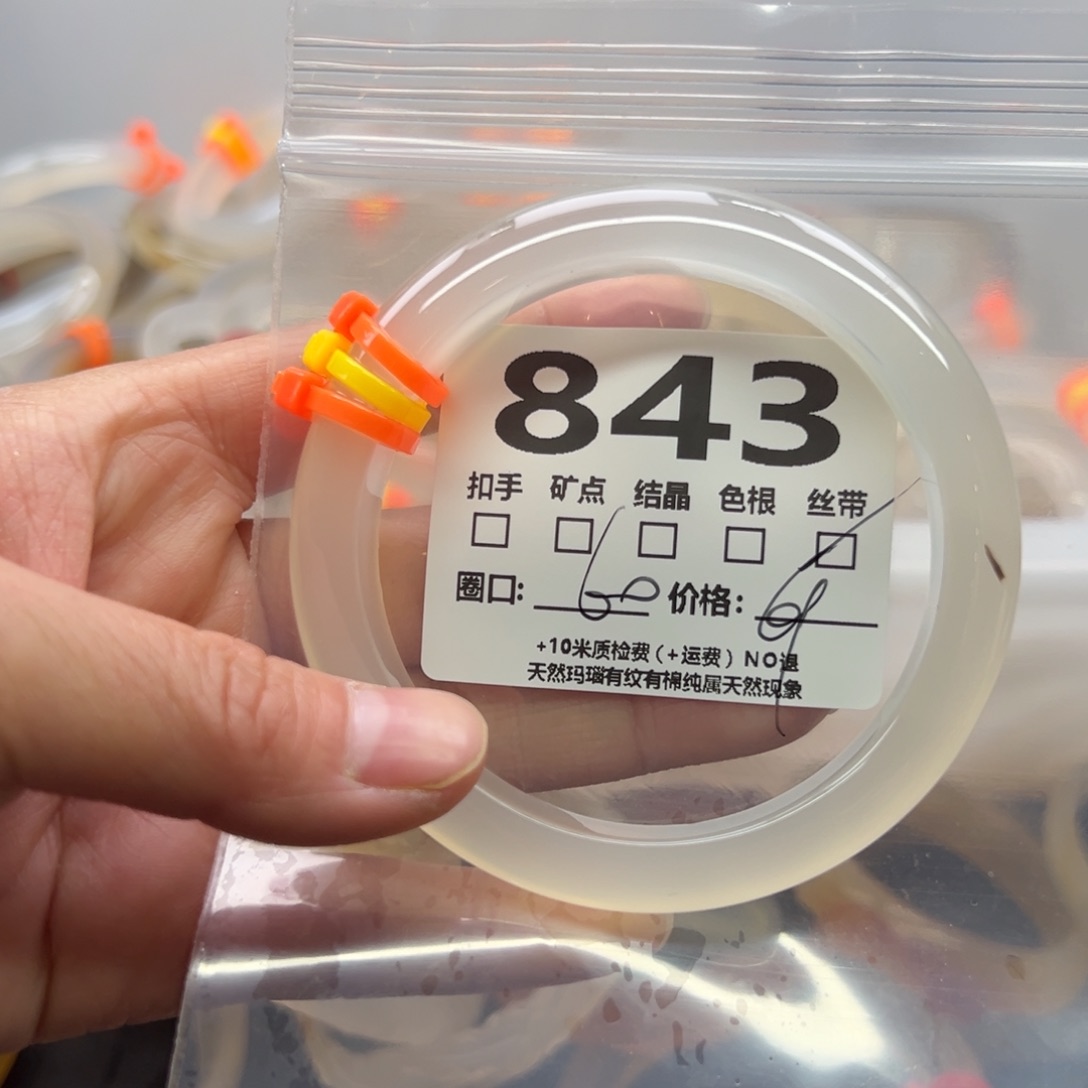 843
扣手 矿点 结晶 色根 丝带
□ □ □ □ □
圈口: 60 价格:
+10米质检费(+运费) NO退
天然玛瑙有纹有棉纯属天然现象